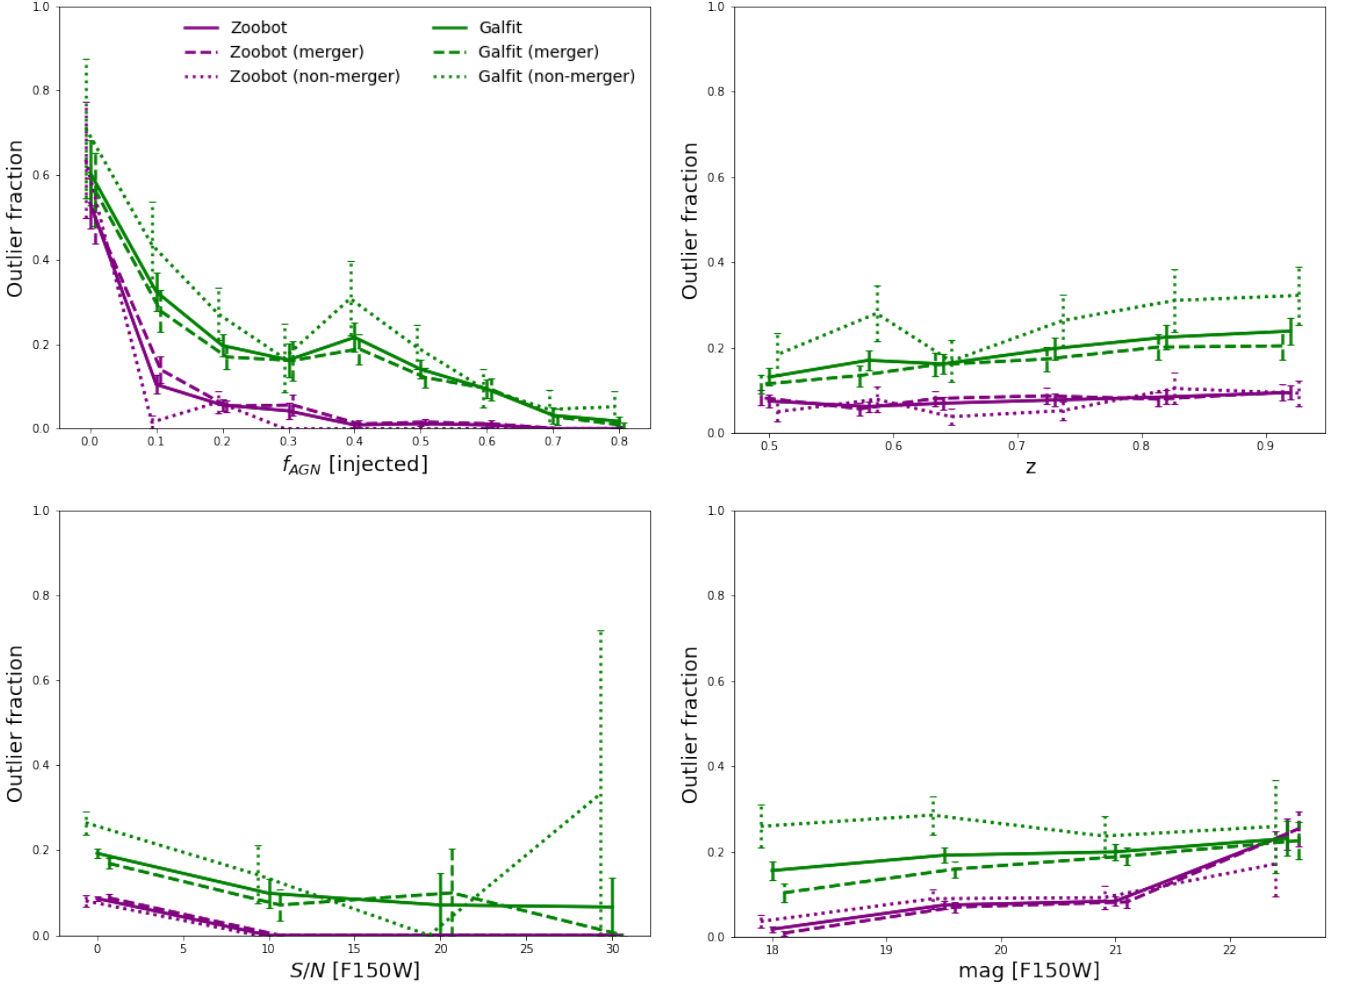 1.0
0.8
0.6
0.4
0.2
0.0
Outlier fraction
Zoobot
Zoobot (merger)
Zoobot (non-merger)
Galfit
Galfit (merger)
Galfit (non-merger)
0.0 0.1 0.2 0.3 0.4 0.5 0.6 0.7 0.8
f_AGN [injected]
1.0
0.8
0.6
0.4
0.2
0.0
Outlier fraction
0.5 0.6 0.7 0.8 0.9
z
1.0
0.8
0.6
0.4
0.2
0.0
Outlier fraction
0 5 10 15 20 25 30
S/N [F150W]
1.0
0.8
0.6
0.4
0.2
0.0
Outlier fraction
18 19 20 21 22
mag [F150W]